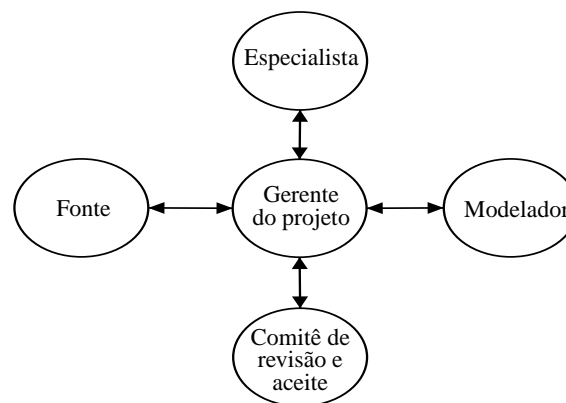 Especialista
Fonte
Gerente
do projeto
Modelador
Comitê de
revisão e
aceite